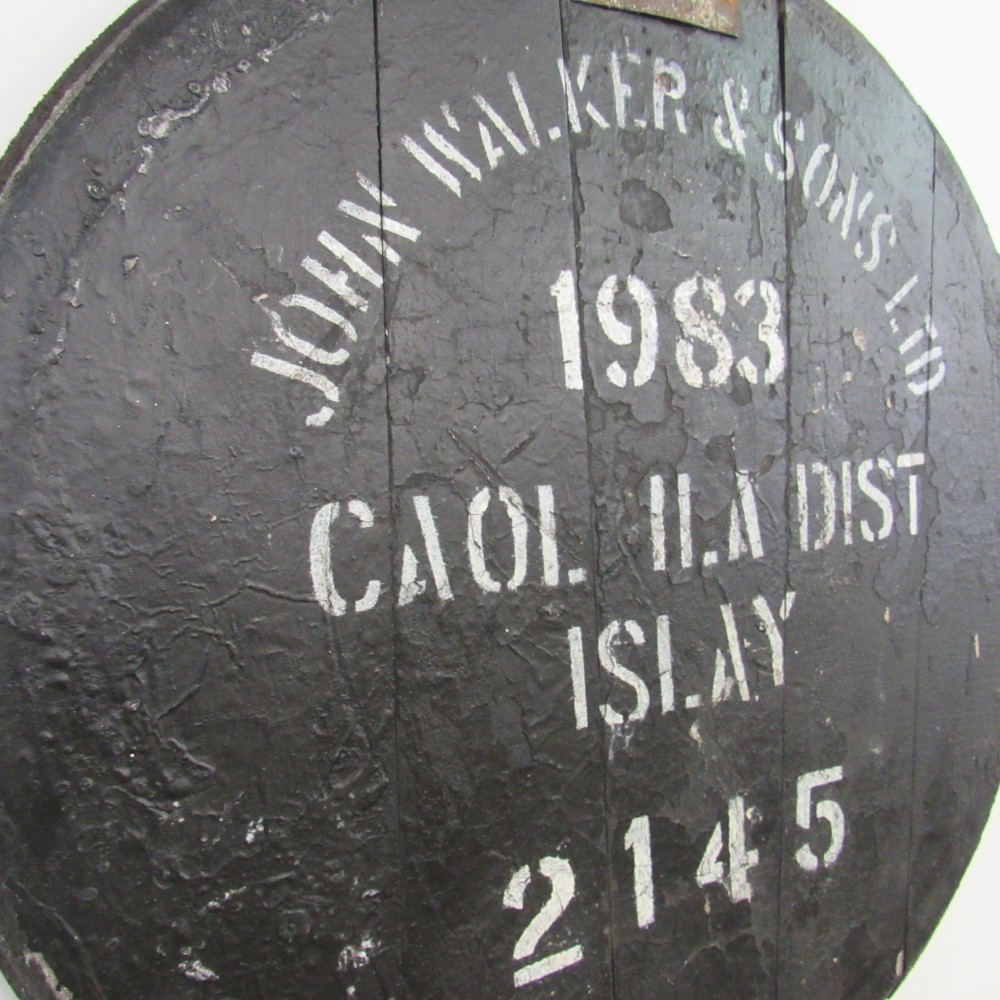 JOHN WALKER & SONS LTD
1983
CAOL ILA DIST
ISLAY
2145